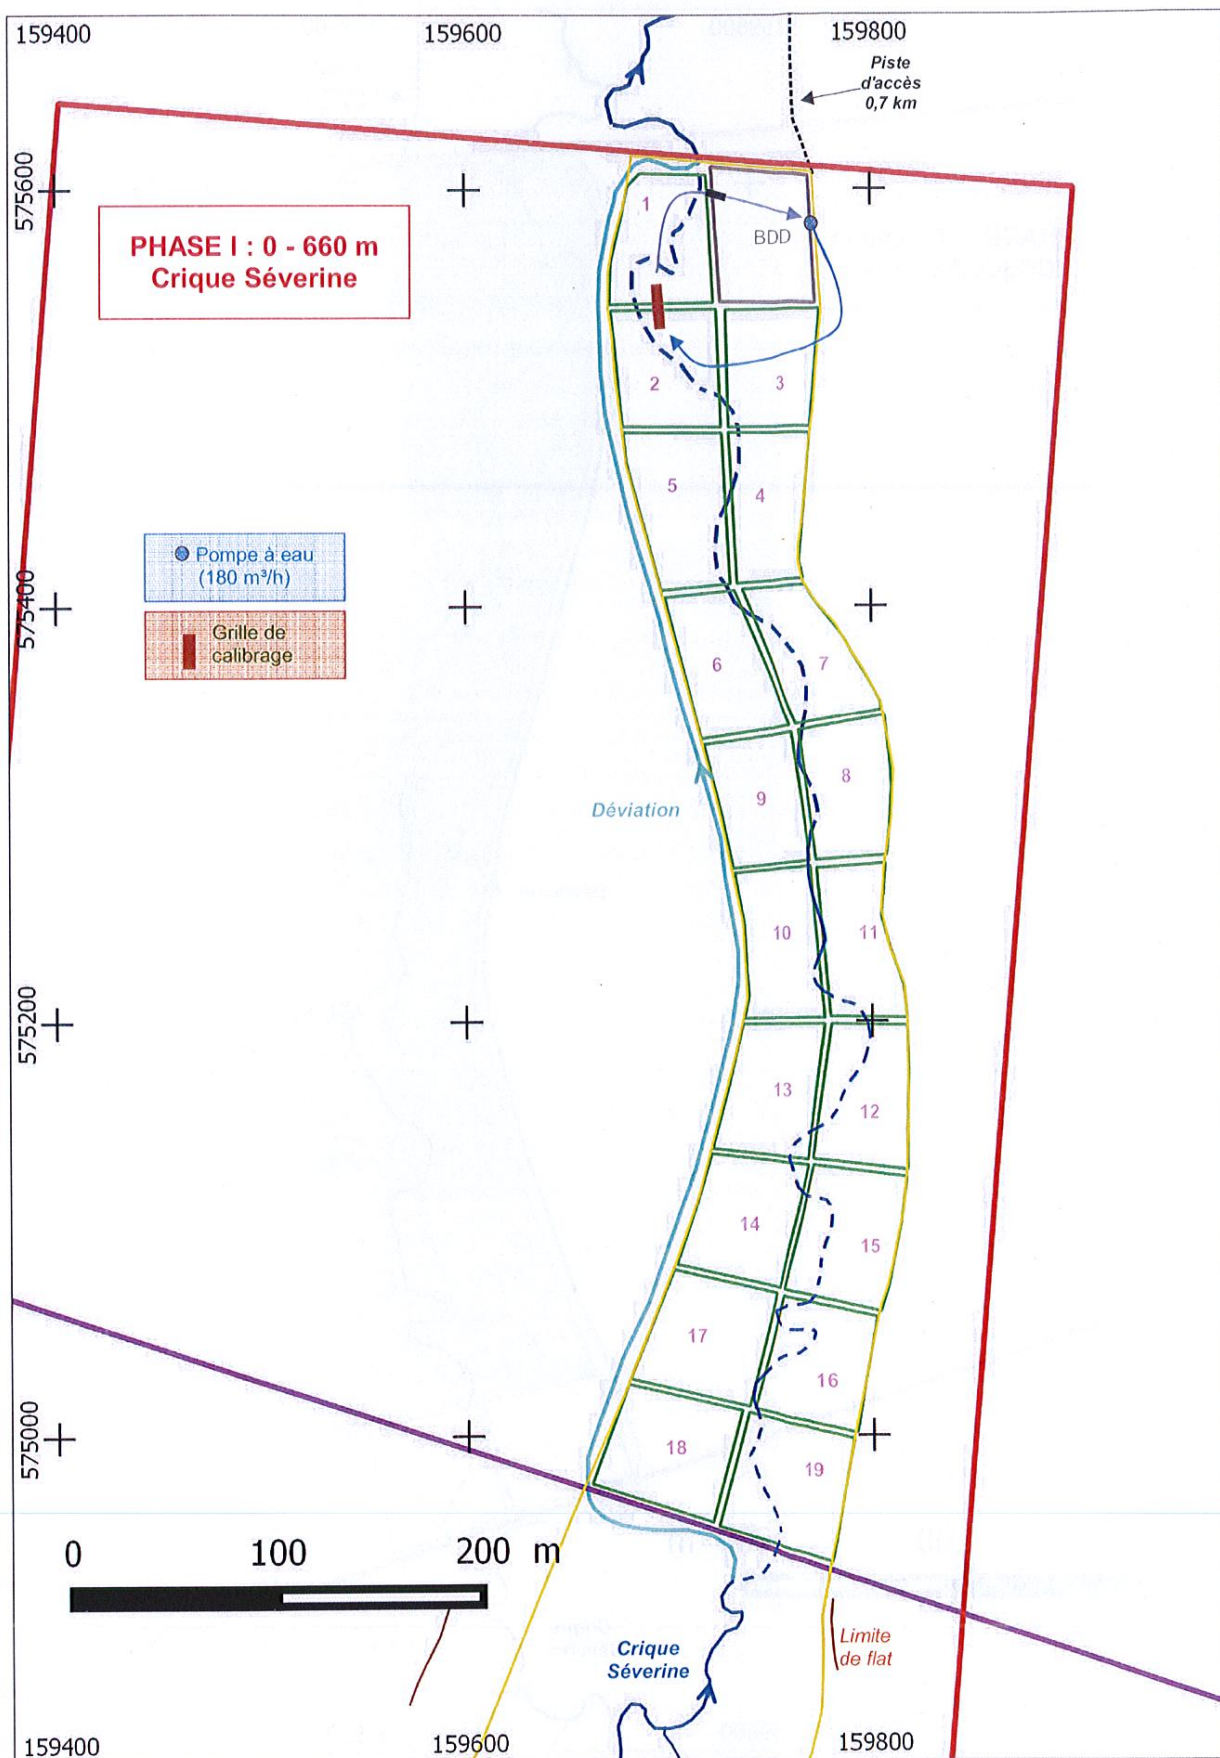 159400
159600
159800
Piste
d'accès
0,7 km
575600
PHASE I : 0 - 660 m
Crique Séverine
1
BDD
2
3
5
4
Pompe à eau
(180 m³/h)
575400
Grille de
calibrage
6
7
8
9
Déviation
10
11
575200
13
12
14
15
17
16
575000
18
19
0 100 200 m
Crique
Séverine
Limite
de flat
159400
159600
159800